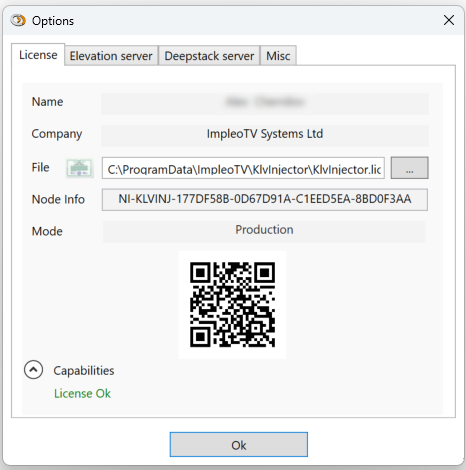 Options
License Elevation server Deepstack server Misc
Name
Company ImpleoTV Systems Ltd
File C:\ProgramData\ImpleoTV\KlvInjector\KlvInjector.lic ...
Node Info NI-KLVINJ-177DF58B-0D67D91A-C1EED5EA-8BD0F3AA
Mode Production
Capabilities
License Ok
Ok